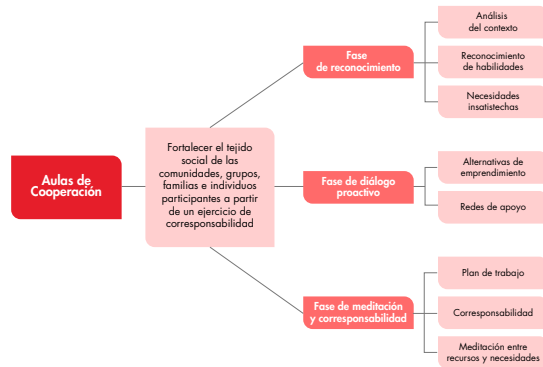 Aulas de
Cooperación
Fortalecer el tejido
social de las
comunidades, grupos,
familias e individuos
participantes a partir
de un ejercicio de
corresponsabilidad
Fase
de reconocimiento
Análisis
del contexto
Reconocimiento
de habilidades
Necesidades
insatistechas
Fase de diálogo
proactivo
Alternativas de
emprendimiento
Redes de apoyo
Fase de meditación
y corresponsabilidad
Plan de trabajo
Corresponsabilidad
Meditación entre
recursos y necesidades